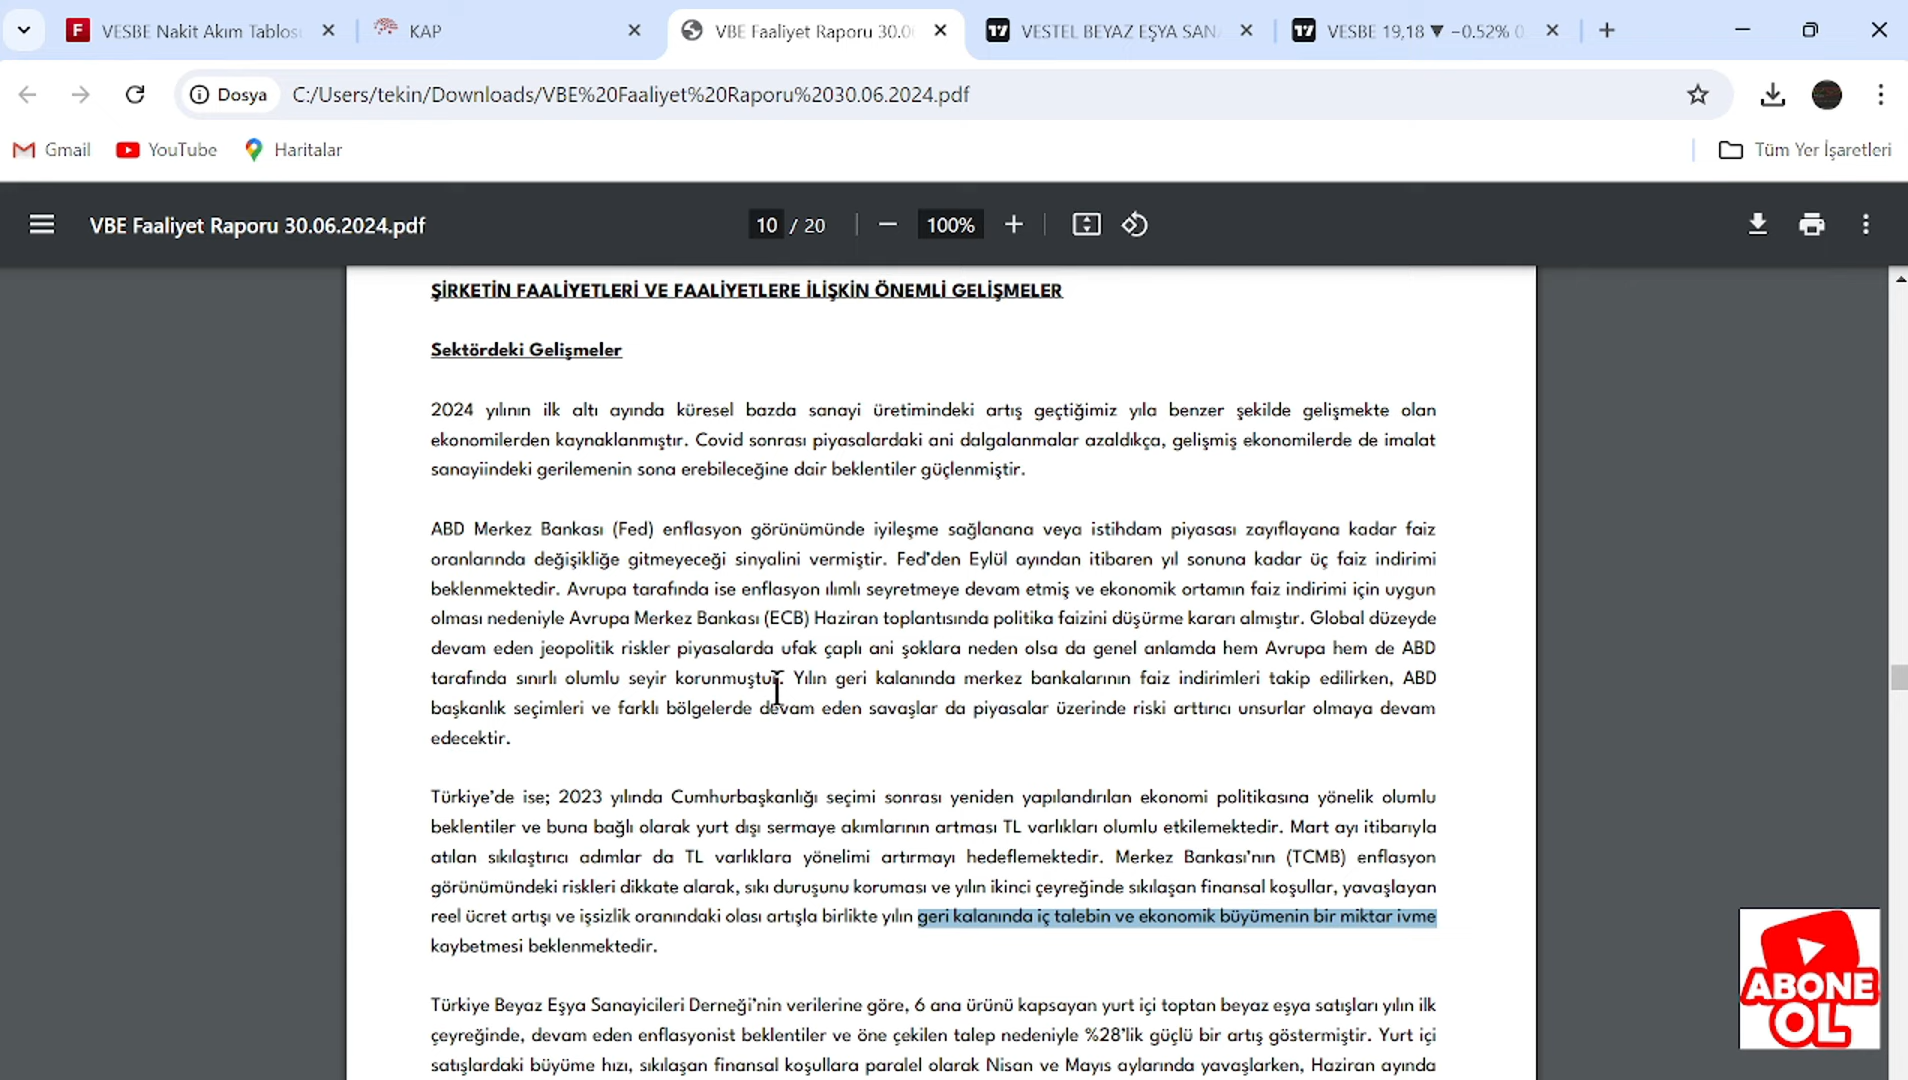 VESBE Nakit Akım Tablos
KAP
VBE Faaliyet Raporu 30.0
VESTEL BEYAZ EŞYA SAN
VESBE 19,18 ▼ −0.52%
Dosya
C:/Users/tekin/Downloads/VBE%20Faaliyet%20Raporu%2030.06.2024.pdf
Gmail
YouTube
Haritalar
Tüm Yer İşaretleri
VBE Faaliyet Raporu 30.06.2024.pdf
10 / 20
100%
ŞİRKETİN FAALİYETLERİ VE FAALİYETLERE İLİŞKİN ÖNEMLİ GELİŞMELER
Sektördeki Gelişmeler
2024 yılının ilk altı ayında küresel bazda sanayi üretimindeki artış geçtiğimiz yıla benzer şekilde gelişmekte olan
ekonomilerden kaynaklanmıştır. Covid sonrası piyasalardaki ani dalgalanmalar azaldıkça, gelişmiş ekonomilerde de imalat
sanayiindeki gerilemenin sona erebileceğine dair beklentiler güçlenmiştir.
ABD Merkez Bankası (Fed) enflasyon görünümünde iyileşme sağlanana veya istihdam piyasası zayıflayana kadar faiz
oranlarında değişikliğe gitmeyeceği sinyalini vermiştir. Fed'den Eylül ayından itibaren yıl sonuna kadar üç faiz indirimi
beklenmektedir. Avrupa tarafında ise enflasyon ılımlı seyretmeye devam etmiş ve ekonomik ortamın faiz indirimi için uygun
olması nedeniyle Avrupa Merkez Bankası (ECB) Haziran toplantısında politika faizini düşürme kararı almıştır. Global düzeyde
devam eden jeopolitik riskler piyasalarda ufak çaplı ani şoklara neden olsa da genel anlamda hem Avrupa hem de ABD
tarafında sınırlı olumlu seyir korunmuştur. Yılın geri kalanında merkez bankalarının faiz indirimleri takip edilirken, ABD
başkanlık seçimleri ve farklı bölgelerde devam eden savaşlar da piyasalar üzerinde riski arttırıcı unsurlar olmaya devam
edecektir.
Türkiye'de ise; 2023 yılında Cumhurbaşkanlığı seçimi sonrası yeniden yapılandırılan ekonomi politikasına yönelik olumlu
beklentiler ve buna bağlı olarak yurt dışı sermaye akımlarının artması TL varlıkları olumlu etkilemektedir. Mart ayı itibarıyla
atılan sıkılaştırıcı adımlar da TL varlıklara yönelimi artırmayı hedeflemektedir. Merkez Bankası'nın (TCMB) enflasyon
görünümündeki riskleri dikkate alarak, sıkı duruşunu koruması ve yılın ikinci çeyreğinde sıkılaşan finansal koşullar, yavaşlayan
reel ücret artışı ve işsizlik oranındaki olası artışla birlikte yılın geri kalanında iç talebin ve ekonomik büyümenin bir miktar ivme
kaybetmesi beklenmektedir.
Türkiye Beyaz Eşya Sanayicileri Derneği'nin verilerine göre, 6 ana ürünü kapsayan yurt içi toptan beyaz eşya satışları yılın ilk
çeyreğinde, devam eden enflasyonist beklentiler ve öne çekilen talep nedeniyle %28'lik güçlü bir artış göstermiştir. Yurt içi
satışlardaki büyüme hızı, sıkılaşan finansal koşullara paralel olarak Nisan ve Mayıs aylarında yavaşlarken, Haziran ayında
ABONE
OL